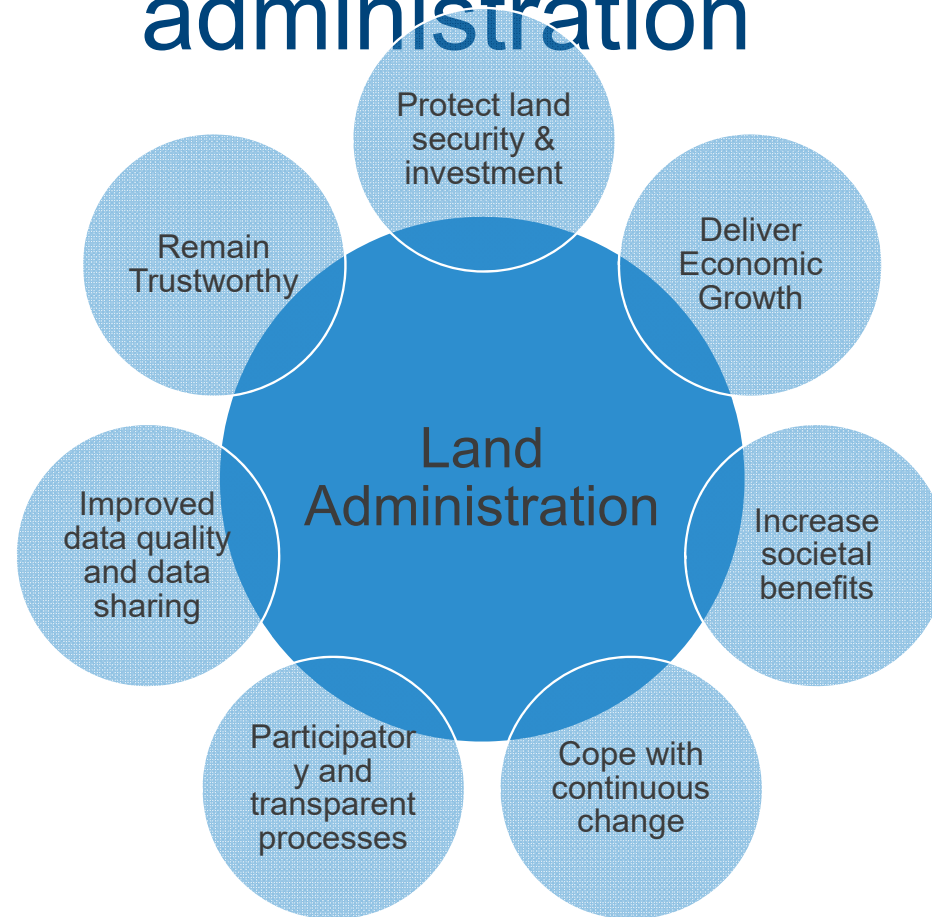 administration
Protect land
security &
investment
Deliver
Economic
Growth
Increase
societal
benefits
Cope with
continuous
change
Participator
y and
transparent
processes
Improved
data quality
and data
sharing
Remain
Trustworthy
Land
Administration